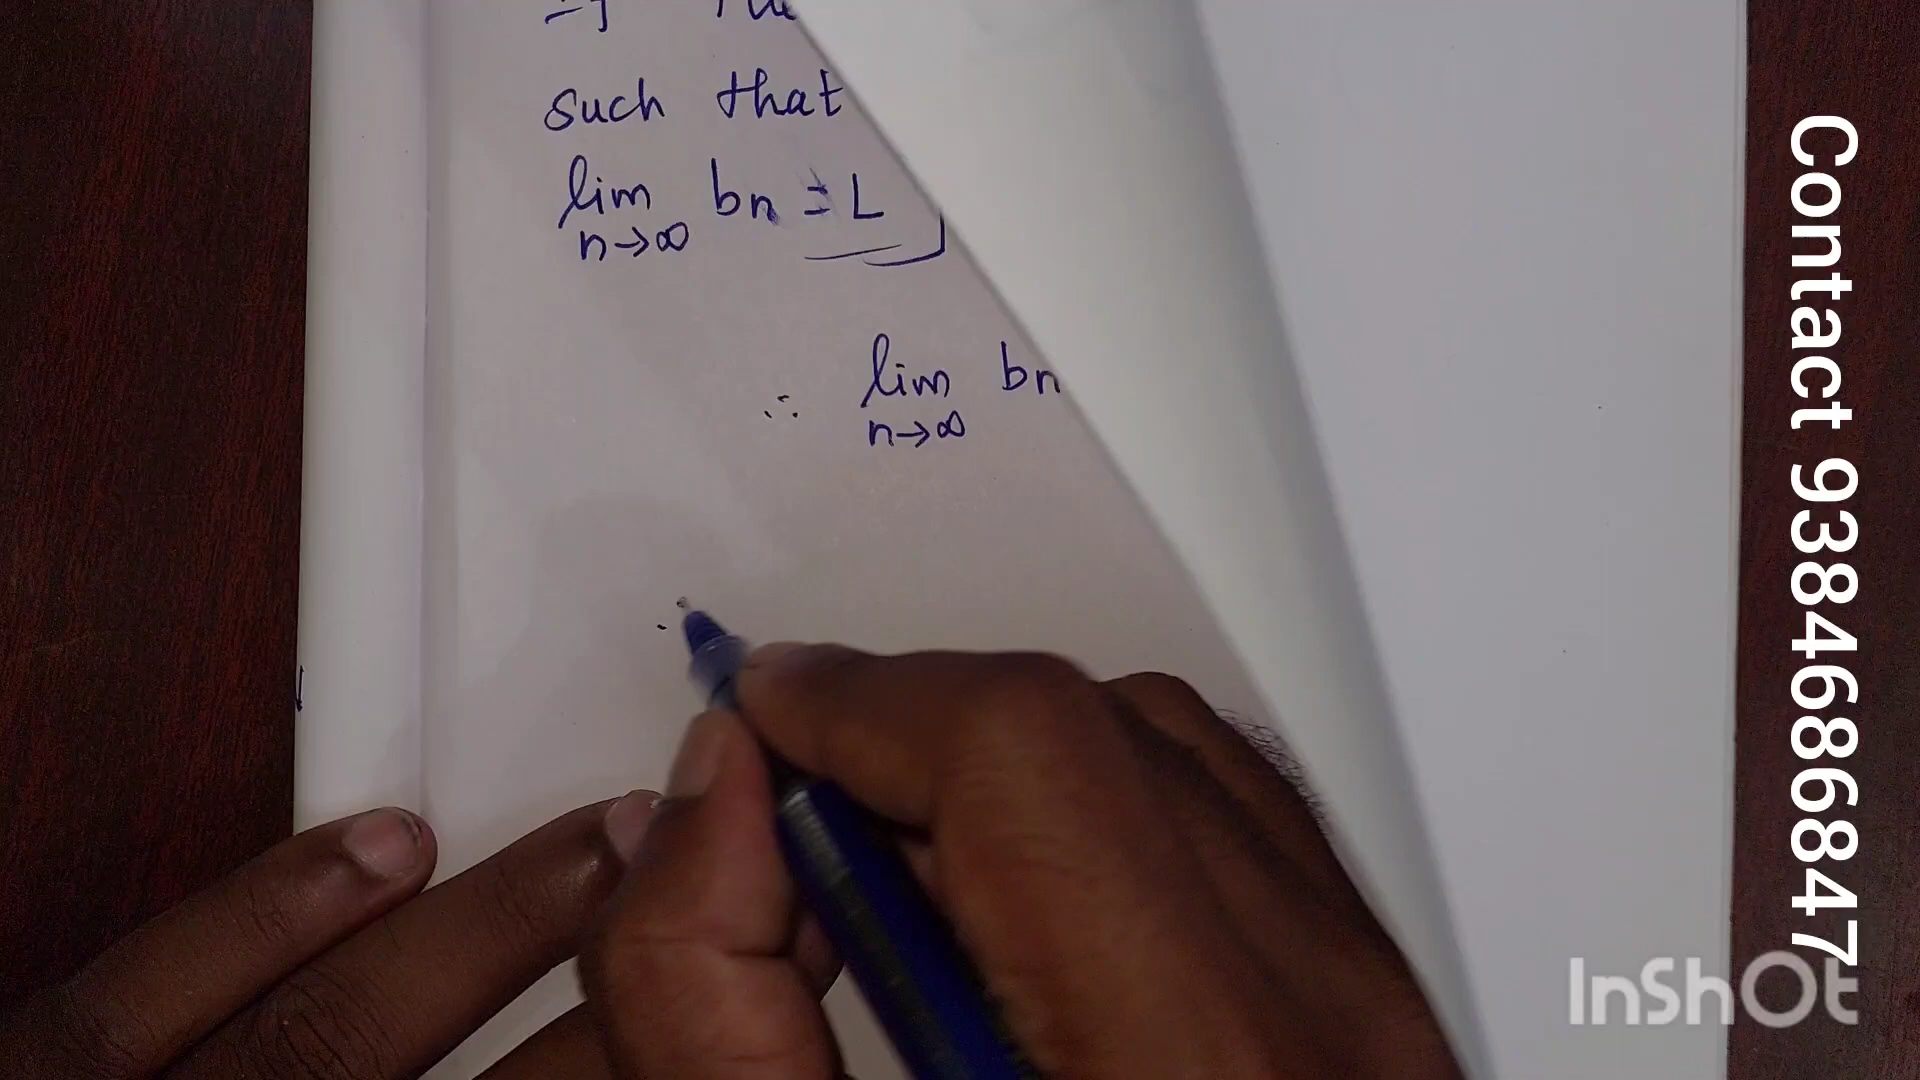 such that
lim bn = L
n→∞
∴ lim bn
n→∞
Contact 9384686847
InShOt